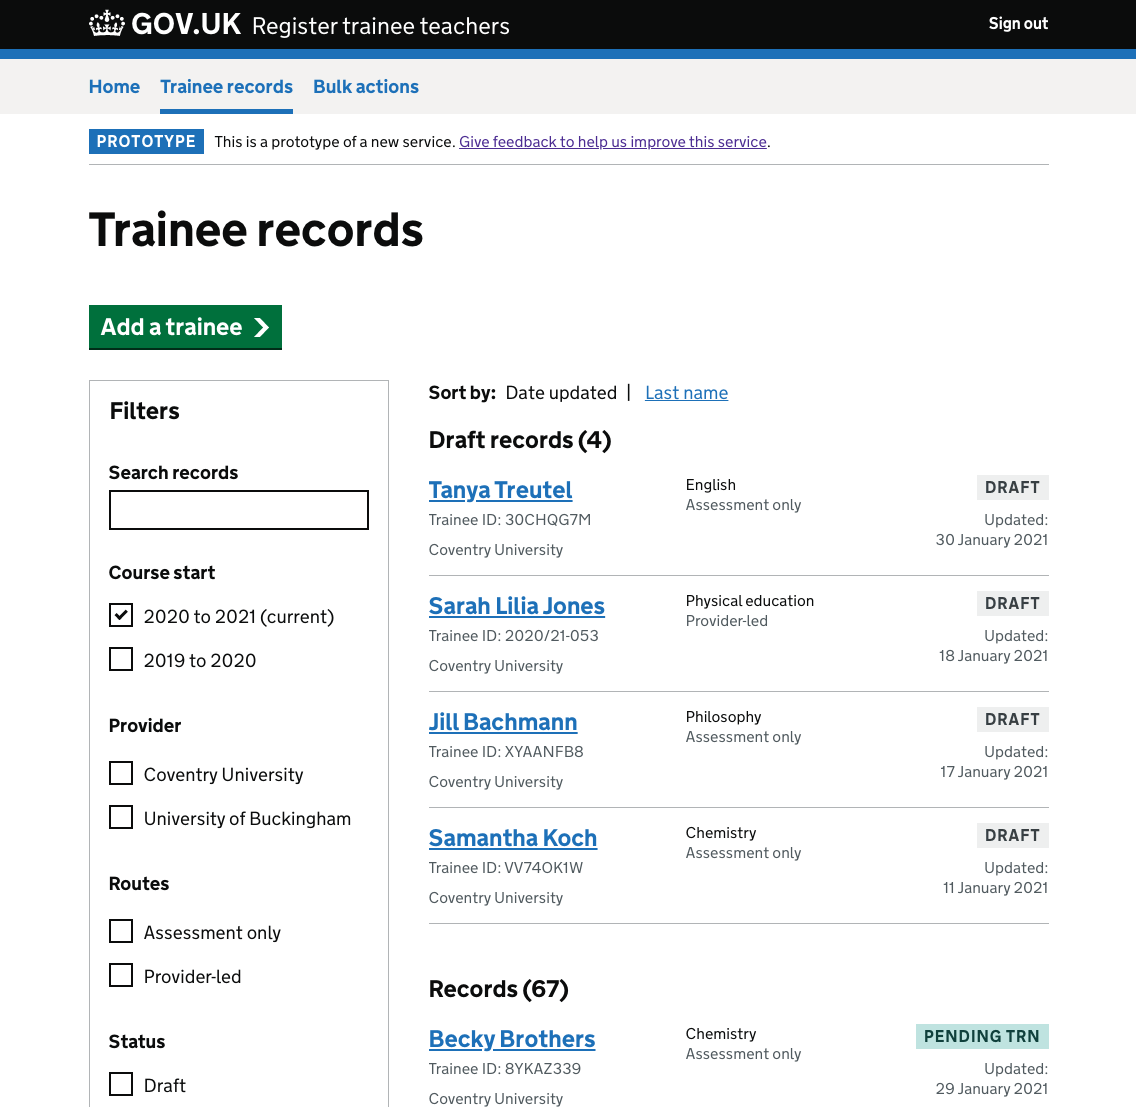 GOV.UK Register trainee teachers
Sign out
Home Trainee records Bulk actions
PROTOTYPE This is a prototype of a new service. Give feedback to help us improve this service.
Trainee records
Add a trainee
Filters
Search records
Course start
2020 to 2021 (current)
2019 to 2020
Provider
Coventry University
University of Buckingham
Routes
Assessment only
Provider-led
Status
Draft
Sort by: Date updated | Last name
Draft records (4)
Tanya Treutel
Trainee ID: 30CHQG7M
Coventry University
English
Assessment only
DRAFT
Updated:
30 January 2021
Sarah Lilia Jones
Trainee ID: 2020/21-053
Coventry University
Physical education
Provider-led
DRAFT
Updated:
18 January 2021
Jill Bachmann
Trainee ID: XYAANFB8
Coventry University
Philosophy
Assessment only
DRAFT
Updated:
17 January 2021
Samantha Koch
Trainee ID: VV74OK1W
Coventry University
Chemistry
Assessment only
DRAFT
Updated:
11 January 2021
Records (67)
Becky Brothers
Trainee ID: 8YKAZ339
Coventry University
Chemistry
Assessment only
PENDING TRN
Updated:
29 January 2021